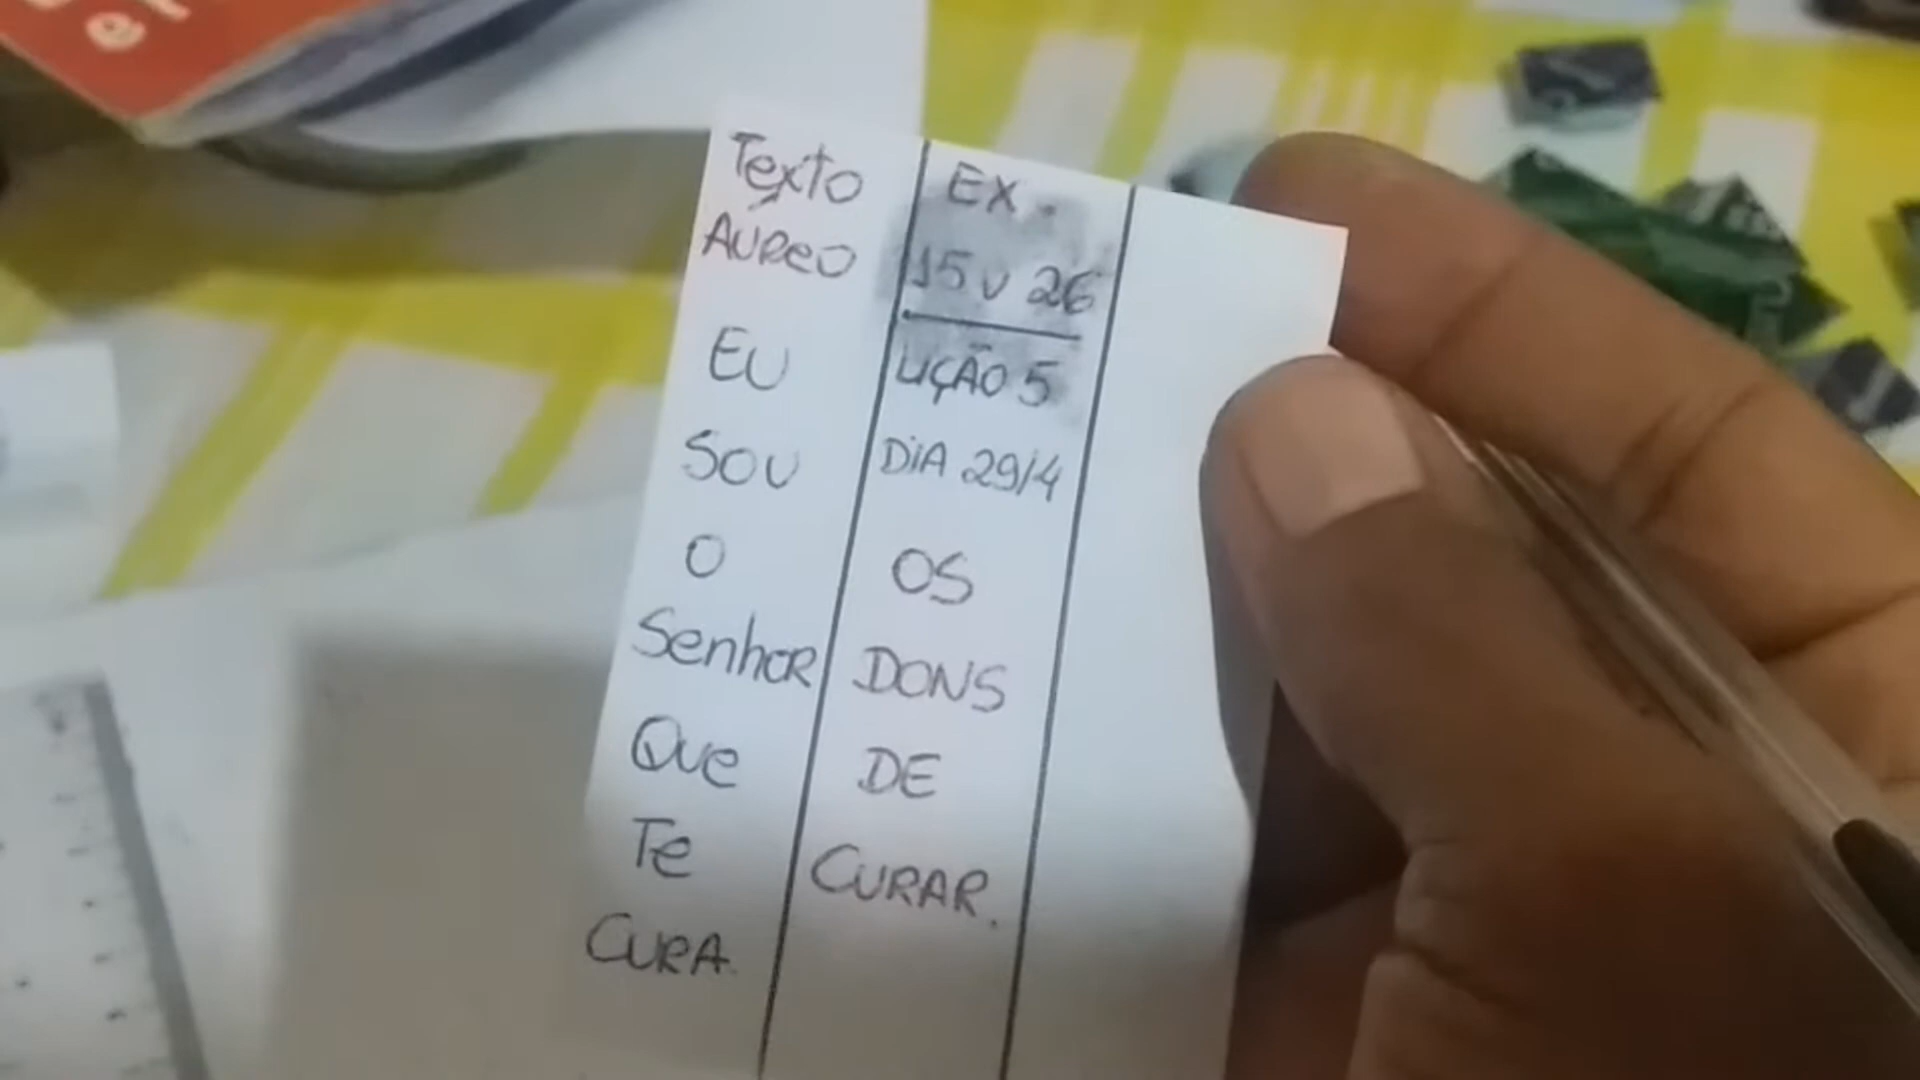 Texto
Aureo
EU
SOU
O
Senhor
Que
Te
CURA.
EX.
15 v 26
LIÇÃO 5
DiA 29/4
OS
DONS
DE
CURAR.